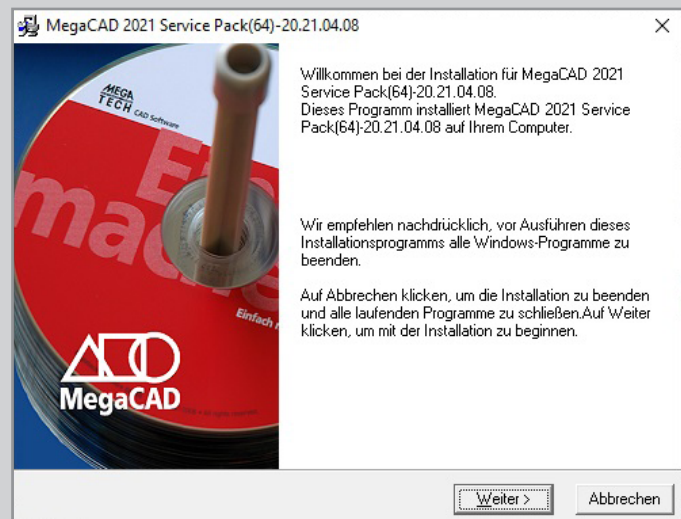 MegaCAD 2021 Service Pack(64)-20.21.04.08
MEGA
TECH CAD Software
Einfach
mache
Einfach
MegaCAD
Willkommen bei der Installation für MegaCAD 2021
Service Pack(64)-20.21.04.08.
Dieses Programm installiert MegaCAD 2021 Service
Pack(64)-20.21.04.08 auf Ihrem Computer.
Wir empfehlen nachdrücklich, vor Ausführen dieses
Installationsprogramms alle Windows-Programme zu
beenden.
Auf Abbrechen klicken, um die Installation zu beenden
und alle laufenden Programme zu schließen.Auf Weiter
klicken, um mit der Installation zu beginnen.
Weiter >
Abbrechen